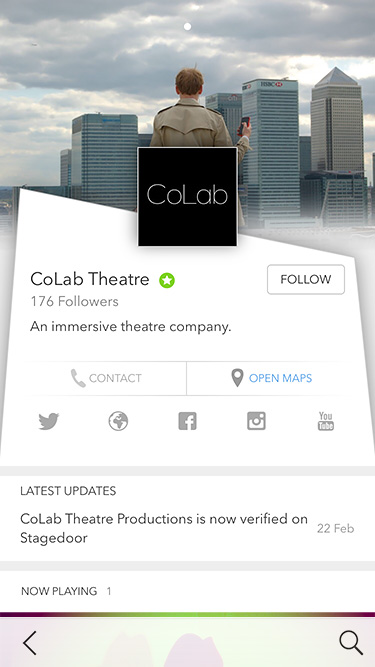 HSBC
CoLab
CoLab Theatre
FOLLOW
176 Followers
An immersive theatre company.
CONTACT
OPEN MAPS
You
Tube
LATEST UPDATES
CoLab Theatre Productions is now verified on
Stagedoor
22 Feb
NOW PLAYING 1